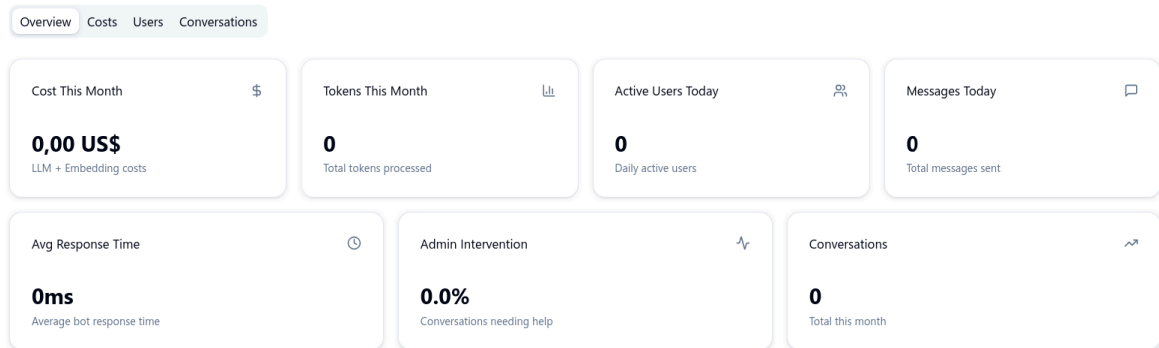 Overview Costs Users Conversations
Cost This Month
0,00 US$
LLM + Embedding costs
Tokens This Month
0
Total tokens processed
Active Users Today
0
Daily active users
Messages Today
0
Total messages sent
Avg Response Time
0ms
Average bot response time
Admin Intervention
0.0%
Conversations needing help
Conversations
0
Total this month